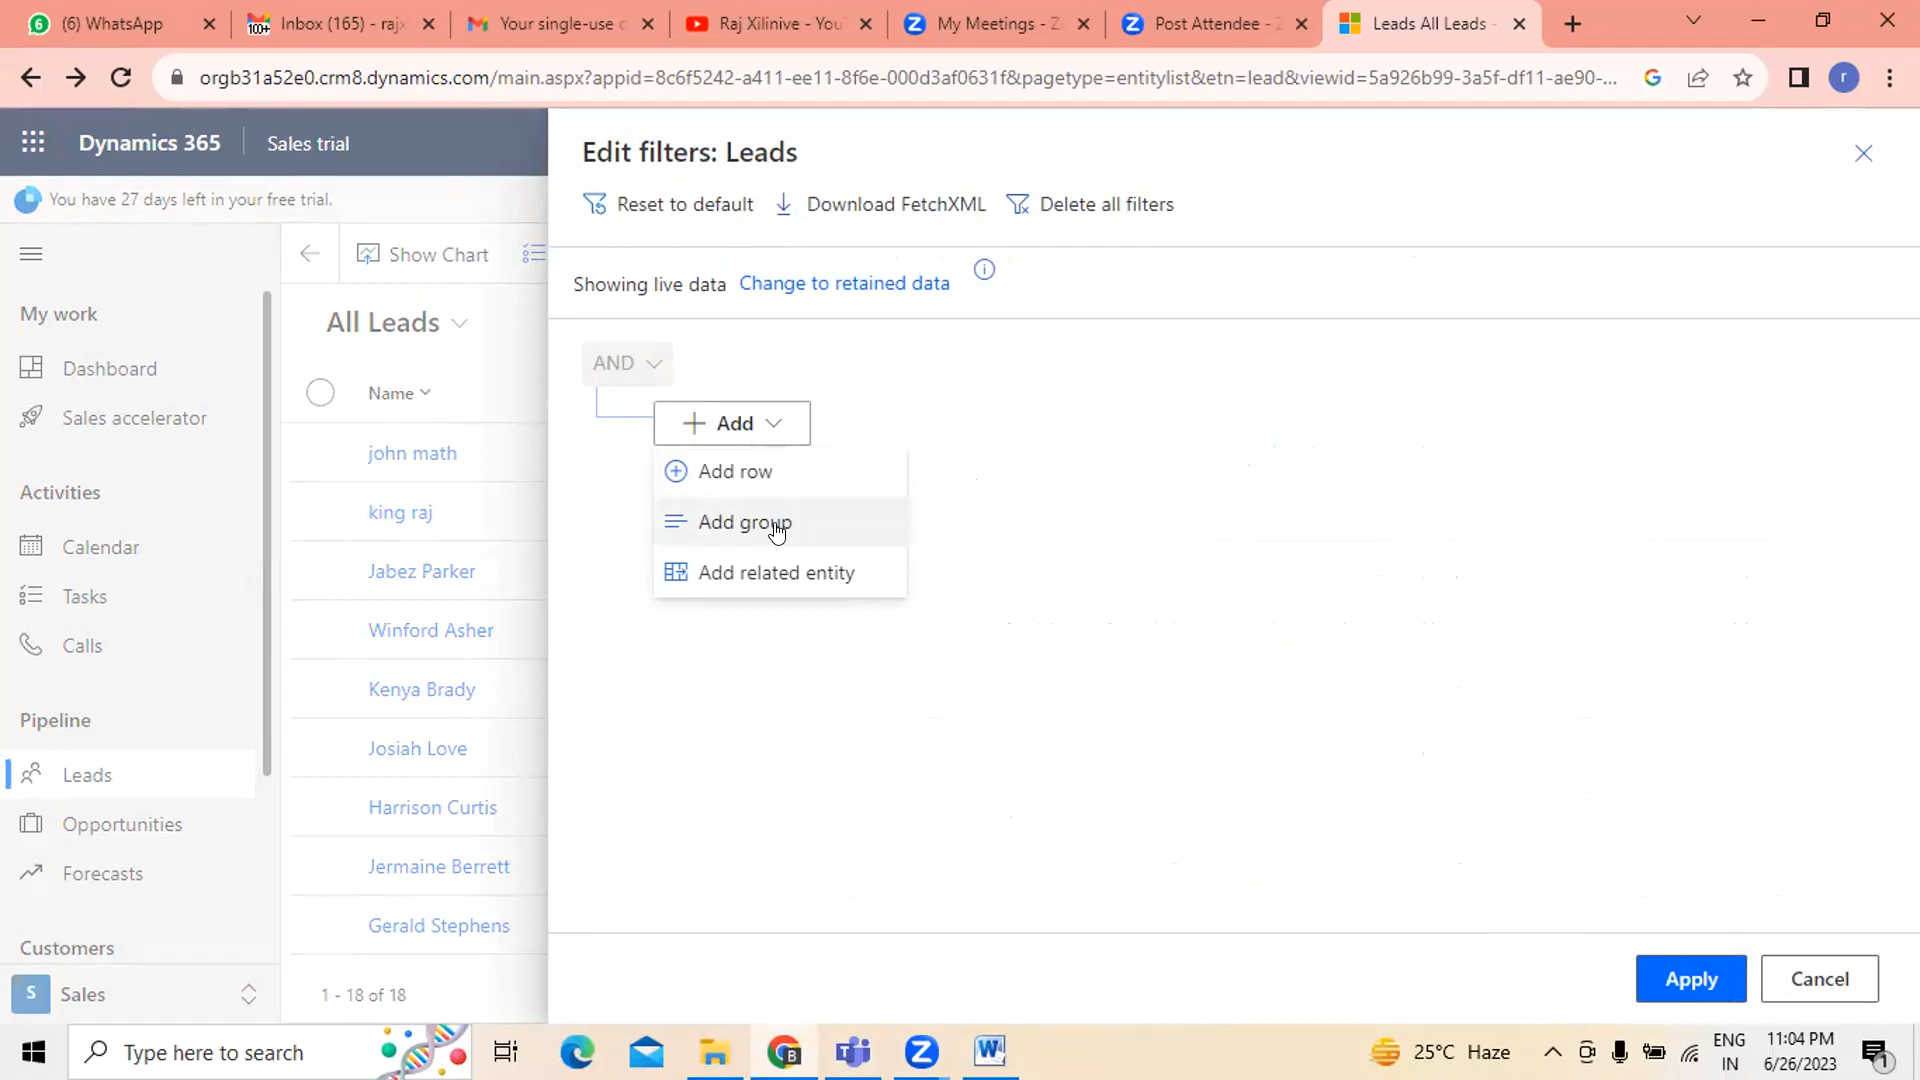 (6) WhatsApp
Inbox (165) - rajx
Your single-use c
Raj Xilinive - You
My Meetings - Z
Post Attendee - Z
Leads All Leads -
orgb31a52e0.crm8.dynamics.com/main.aspx?appid=8c6f5242-a411-ee11-8f6e-000d3af0631f&pagetype=entitylist&etn=lead&viewid=5a926b99-3a5f-df11-ae90-...
r
Dynamics 365
Sales trial
You have 27 days left in your free trial.
Show Chart
My work
Dashboard
Sales accelerator
Activities
Calendar
Tasks
Calls
Pipeline
Leads
Opportunities
Forecasts
Customers
S Sales
All Leads
Name
john math
king raj
Jabez Parker
Winford Asher
Kenya Brady
Josiah Love
Harrison Curtis
Jermaine Berrett
Gerald Stephens
1 - 18 of 18
Edit filters: Leads
Reset to default
Download FetchXML
Delete all filters
Showing live data Change to retained data
AND
Add
Add row
Add group
Add related entity
Apply
Cancel
Type here to search
25°C Haze
ENG
IN
11:04 PM
6/26/2023
1